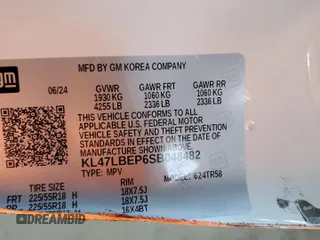 MFD BY GM KOREA COMPANY
gm
06/24 GVWR GAWR FRT GAWR RR
1930 KG 1060 KG 1060 KG
4255 LB 2336 LB 2336 LB
THIS VEHICLE CONFORMS TO ALL
APPLICABLE U.S. FEDERAL MOTOR
VEHICLE SAFETY AND THEFT PREVENTION
STANDARDS IN EFFECT ON THE
DATE OF MANUFACTURE SHOWN ABOVE
KL47LBEP6SB048482
TYPE: MPV
MODEL: 624TR58
TIRE SIZE RIM
FRT 225/55R18 H 18X7.5J
RR 225/55R18 H 18X7.5J
16X4BT
DREAMBID